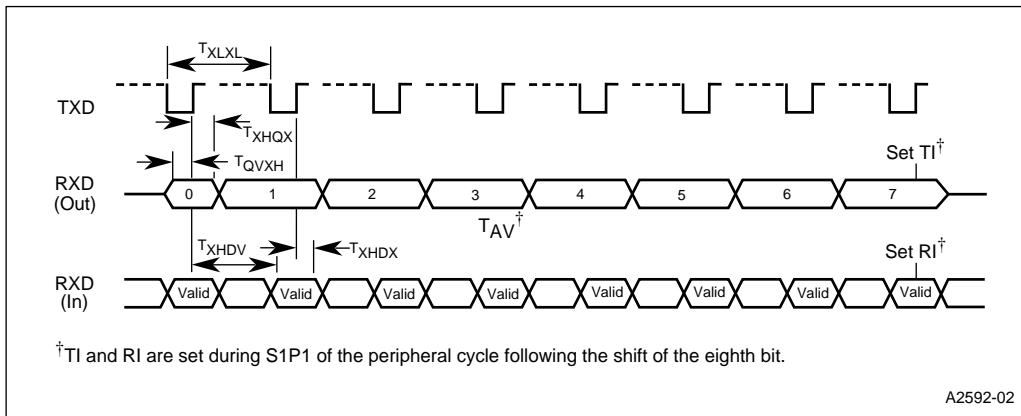 TXLXL
TXD
TXHQX
TQVXH
Set TI†
RXD
(Out)
0 1 2 3 4 5 6 7
TAV†
TXHDV
TXHDX
Set RI†
RXD
(In)
Valid Valid Valid Valid Valid Valid Valid Valid
†TI and RI are set during S1P1 of the peripheral cycle following the shift of the eighth bit.
A2592-02